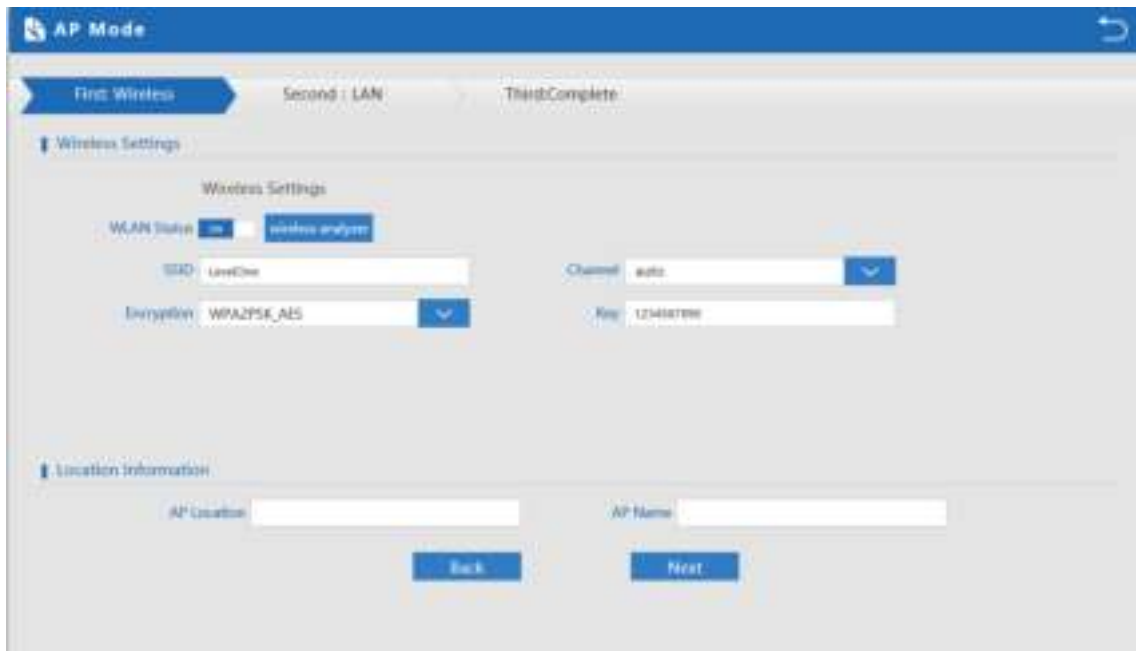 AP Mode
First: Wireless Second : LAN Third:Complete
Wireless Settings
Wireless Settings
WLAN Status on wireless analyzer
SSID LevelOne Channel auto
Encryption WPA2PSK_AES Key
Location Information
AP Location AP Name
Back Next